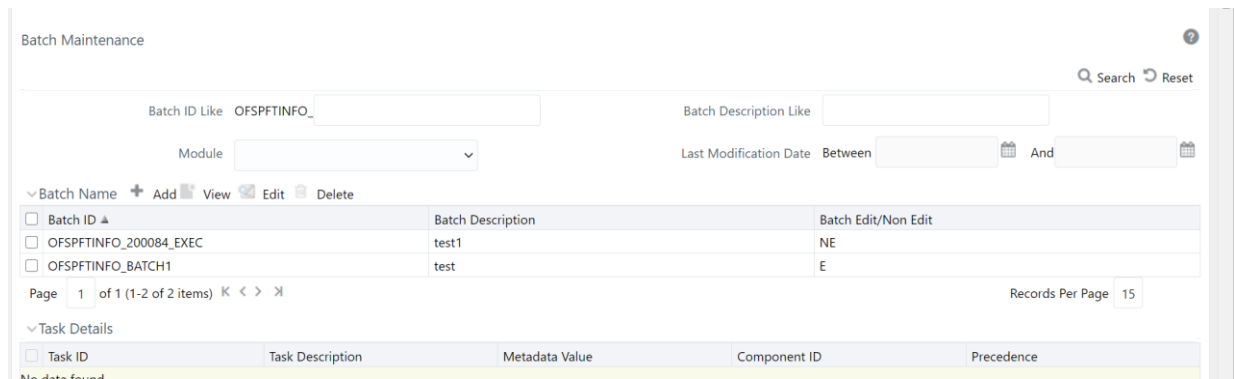 Batch Maintenance
Search Reset
Batch ID Like OFSPFTINFO_ Batch Description Like
Module Last Modification Date Between And
Batch Name Add View Edit Delete
Batch ID Batch Description Batch Edit/Non Edit
OFSPFTINFO_200084_EXEC test1 NE
OFSPFTINFO_BATCH1 test E
Page 1 of 1 (1-2 of 2 items) Records Per Page 15
Task Details
Task ID Task Description Metadata Value Component ID Precedence
No data found